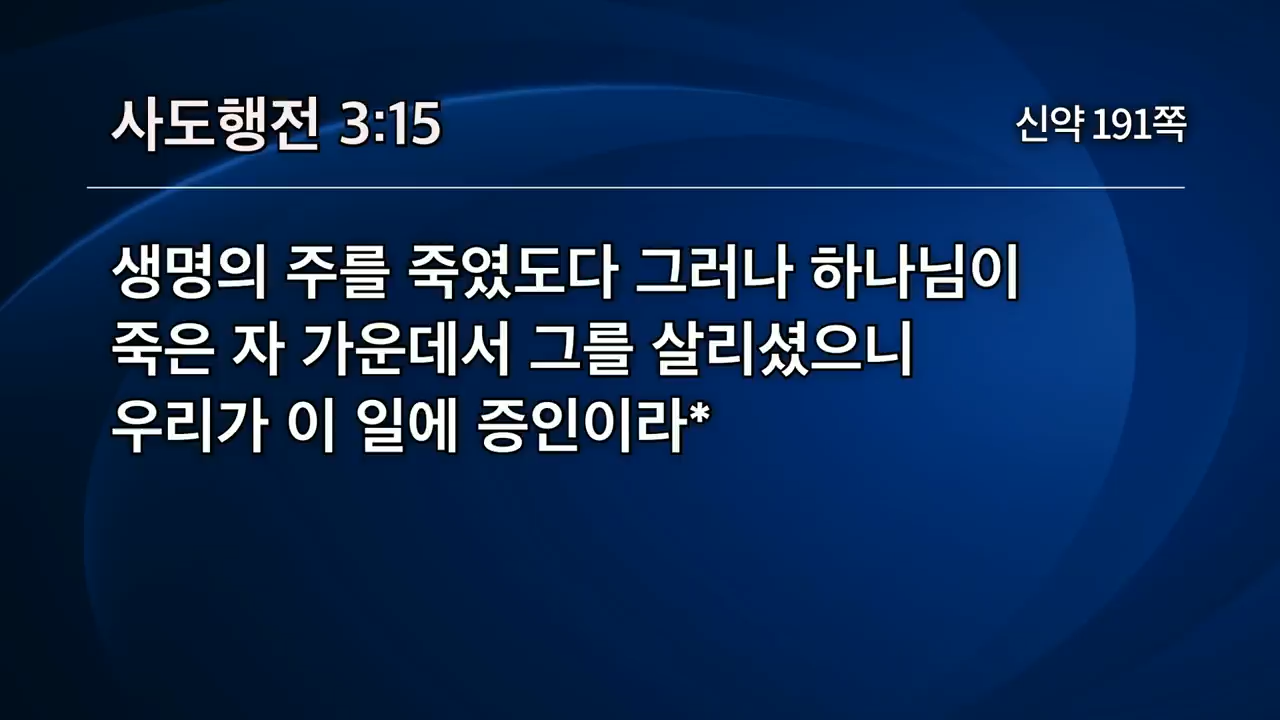 사도행전 3:15
신약 191쪽
생명의 주를 죽였도다 그러나 하나님이
죽은 자 가운데서 그를 살리셨으니
우리가 이 일에 증인이라*